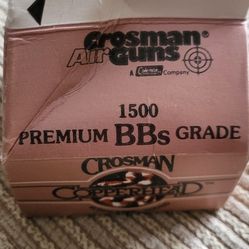 Crosman
Air Guns
A Coleman Company
1500
PREMIUM BBs GRADE
CROSMAN
COPPERHEAD